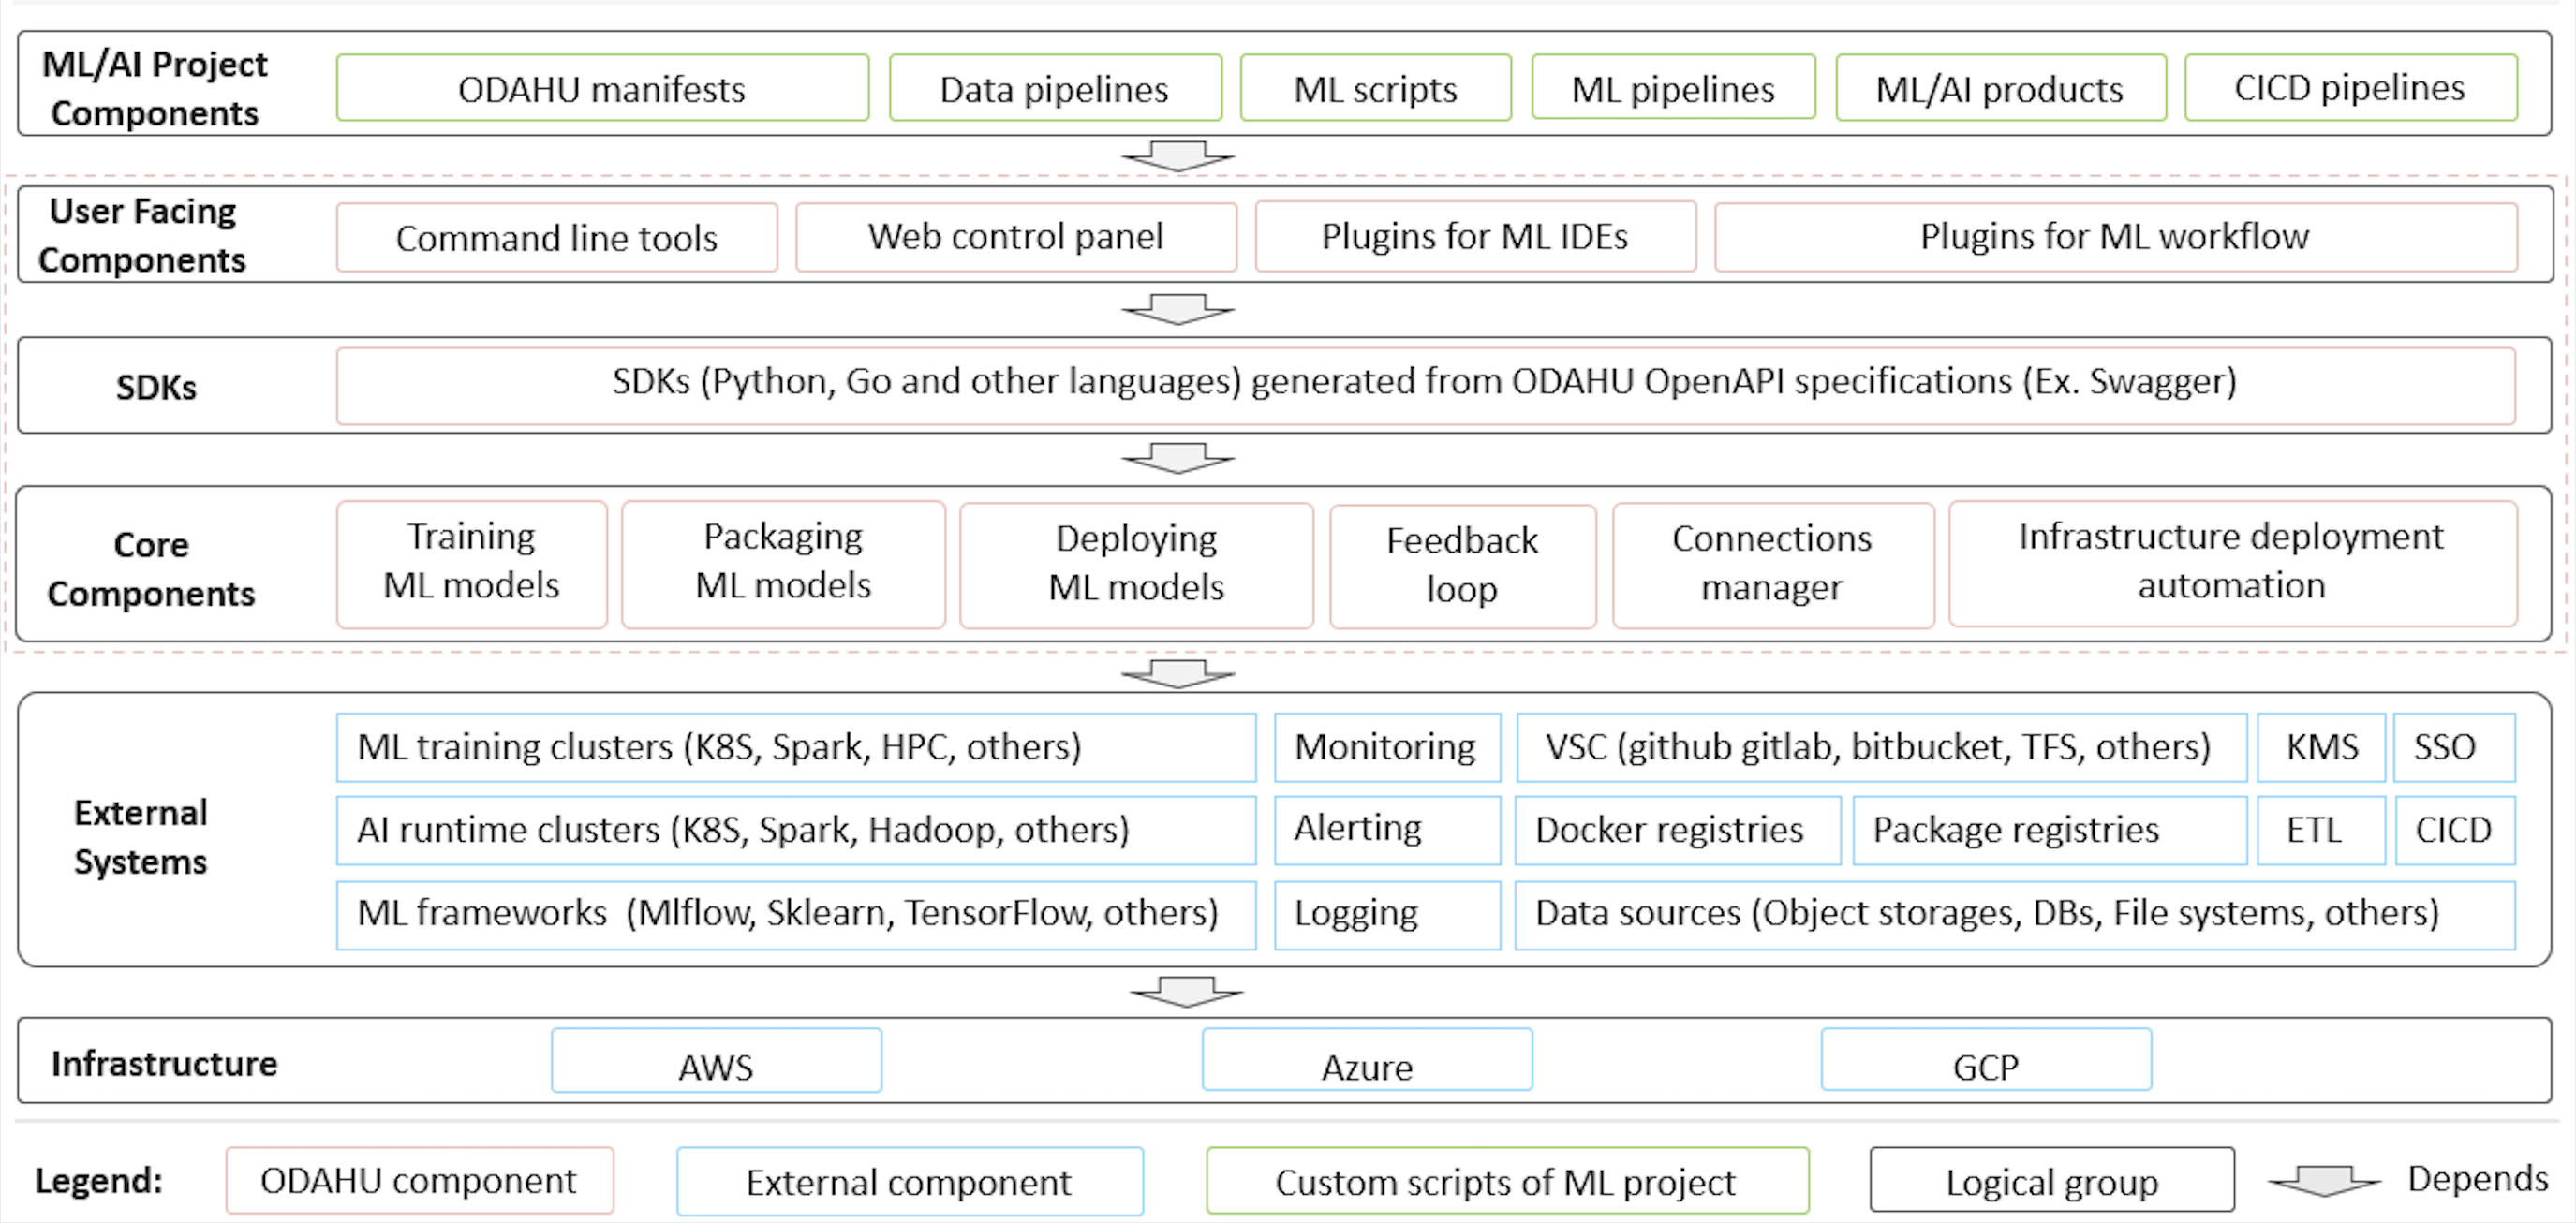 ML/AI Project
Components
ODAHU manifests
Data pipelines
ML scripts
ML pipelines
ML/AI products
CICD pipelines
User Facing
Components
Command line tools
Web control panel
Plugins for ML IDEs
Plugins for ML workflow
SDKs
SDKs (Python, Go and other languages) generated from ODAHU OpenAPI specifications (Ex. Swagger)
Core
Components
Training
ML models
Packaging
ML models
Deploying
ML models
Feedback
loop
Connections
manager
Infrastructure deployment
automation
External
Systems
ML training clusters (K8S, Spark, HPC, others)
Monitoring
VSC (github gitlab, bitbucket, TFS, others)
KMS
SSO
AI runtime clusters (K8S, Spark, Hadoop, others)
Alerting
Docker registries
Package registries
ETL
CICD
ML frameworks (Mlflow, Sklearn, TensorFlow, others)
Logging
Data sources (Object storages, DBs, File systems, others)
Infrastructure
AWS
Azure
GCP
Legend:
ODAHU component
External component
Custom scripts of ML project
Logical group
Depends